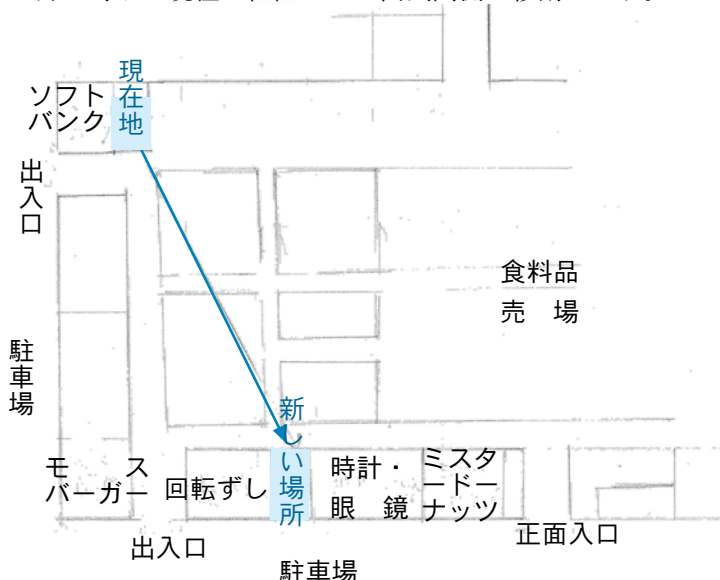 現在地
ソフト
バンク
出入口
食料品
売　場
駐車場
新しい場所
モ　ス
バーガー
回転ずし
時計・
眼　鏡
ミスタ
ードー
ナッツ
出入口
正面入口
駐車場